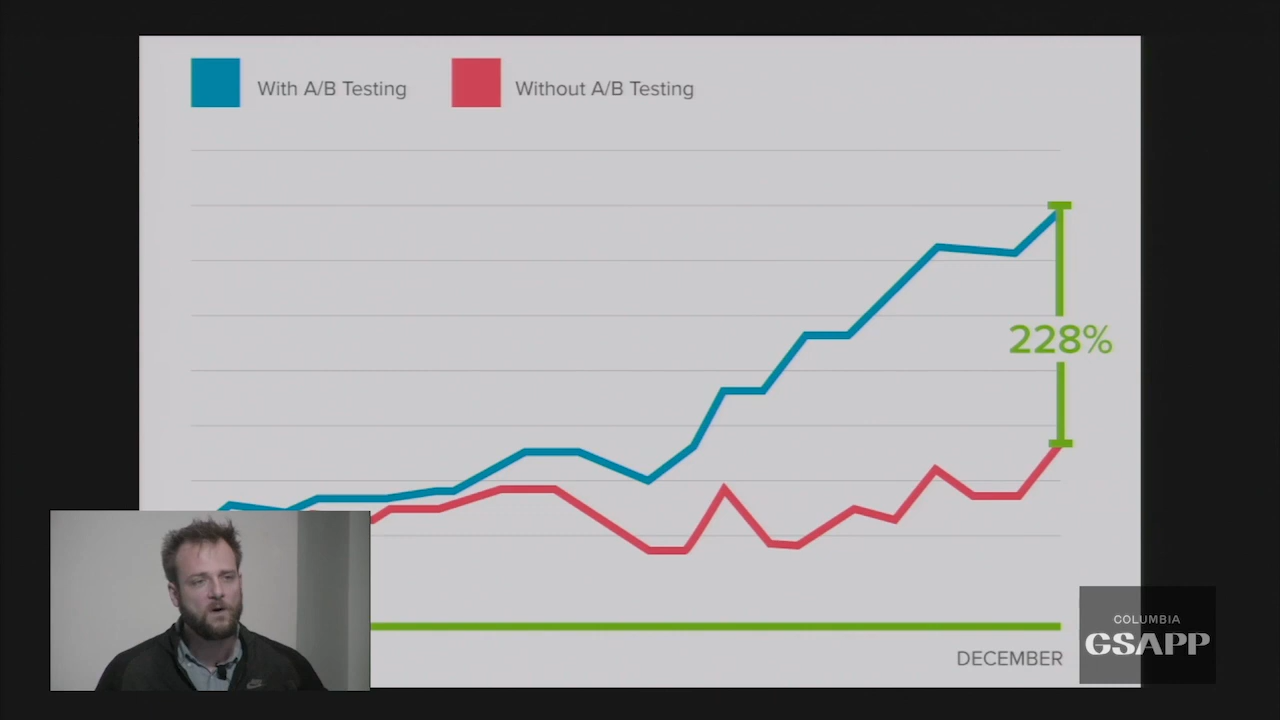 With A/B Testing
Without A/B Testing
228%
DECEMBER
COLUMBIA
GSAPP